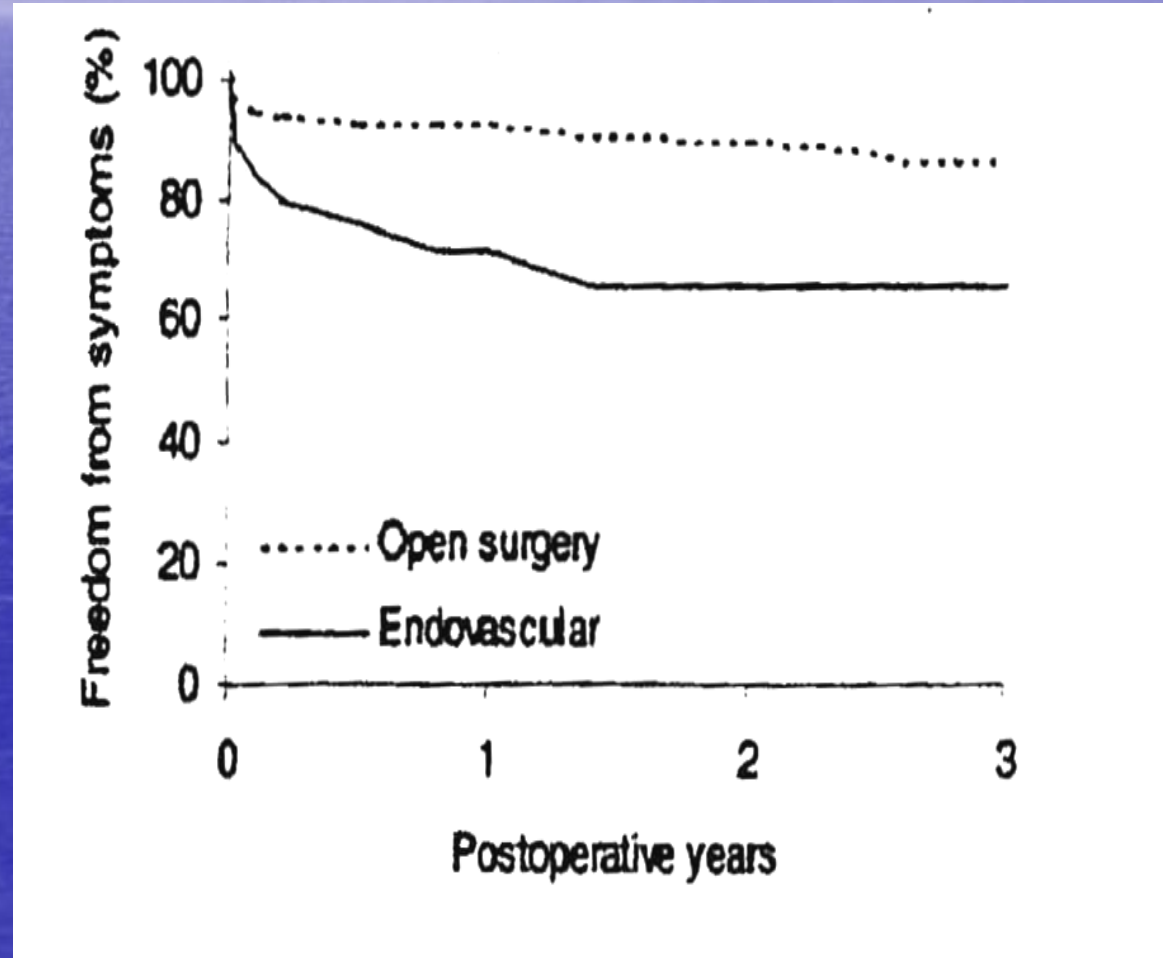 Freedom from symptoms (%)
100
80
60
40
20
0
Open surgery
Endovascular
0 1 2 3
Postoperative years